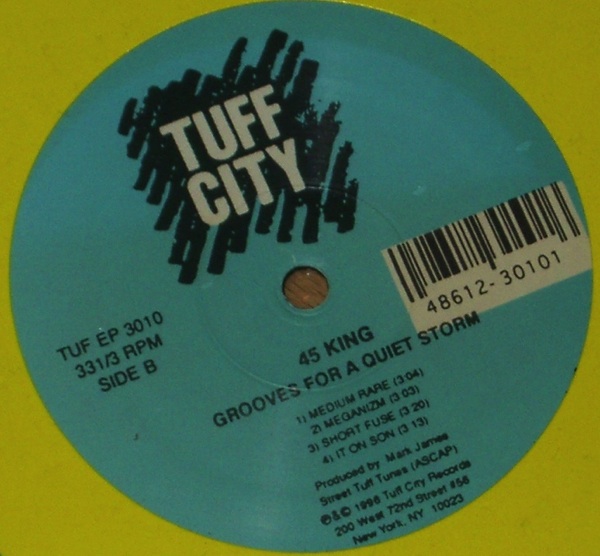 TUFF
CITY
48612-30101
TUF EP 3010
331/3 RPM
SIDE B
45 KING
GROOVES FOR A QUIET STORM
1) MEDIUM RARE (3:04)
2) MEGANIZM (3:03)
3) SHORT FUSE (3:20)
4) IT ON SON (3:13)
Produced by Mark James
Street Tuff Tunes (ASCAP)
℗&© 1996 Tuff City Records
200 West 72nd Street #56
New York, NY 10023